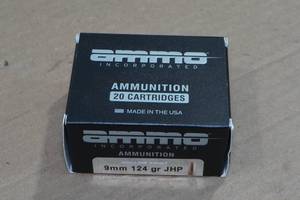 ammo
INCORPORATED
AMMUNITION
20 CARTRIDGES
MADE IN THE USA
ammo
INCORPORATED
AMMUNITION
9mm 124 gr JHP